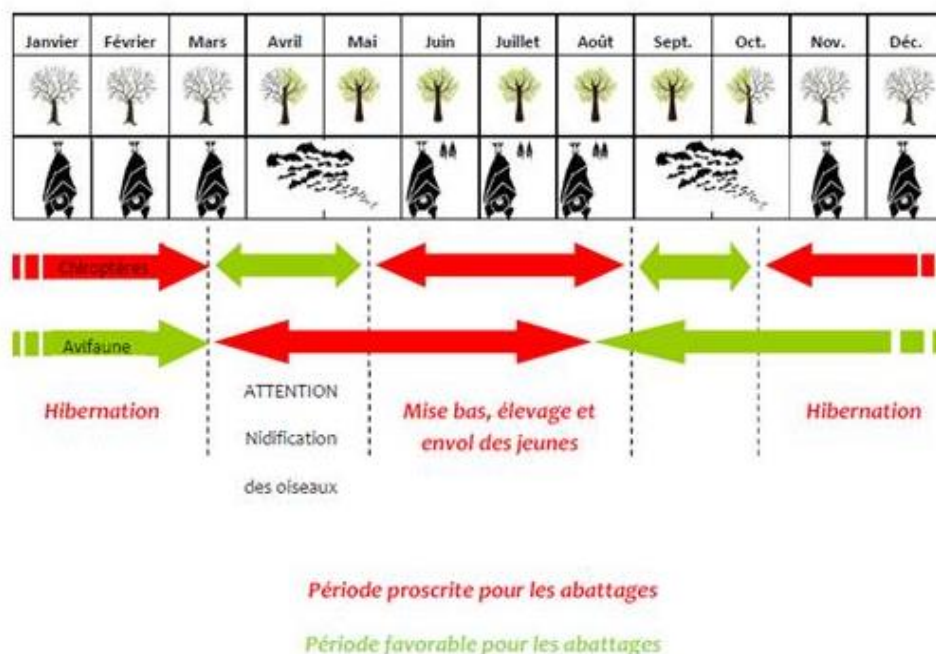 Janvier Février Mars Avril Mai Juin Juillet Août Sept. Oct. Nov. Déc.
Chiroptères
Avifaune
Hibernation
ATTENTION
Nidification
des oiseaux
Mise bas, élevage et
envol des jeunes
Hibernation
Période proscrite pour les abattages
Période favorable pour les abattages